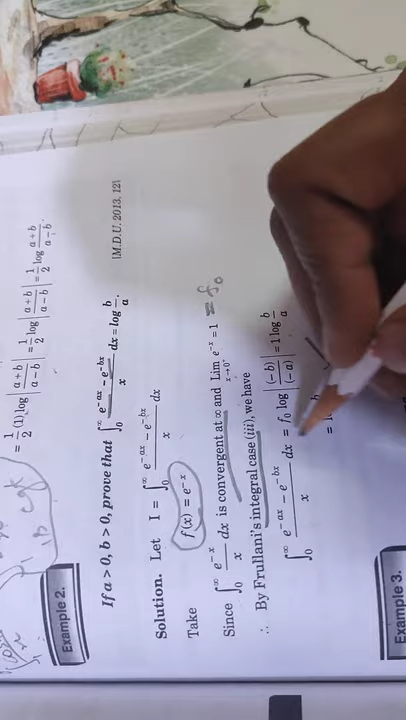 = 1/2 (1) log |a+b / a−b| = 1/2 log |a+b / a−b| = 1/2 log a+b / a−b.
Example 2.
If a > 0, b > 0, prove that ∫₀^∞ (e^−ax − e^−bx)/x dx = log b/a. [M.D.U. 2013, 12]
Solution. Let I = ∫₀^∞ (e^−ax − e^−bx)/x dx
Take f(x) = e^−x
Since ∫₀^∞ e^−x/x dx is convergent at ∞ and Lim x→0⁺ e^−x = 1 = f₀
∴ By Frullani's integral case (iii), we have
∫₀^∞ (e^−ax − e^−bx)/x dx = f₀ log |(−b)/(−a)| = 1 log b/a
= b
Example 3.